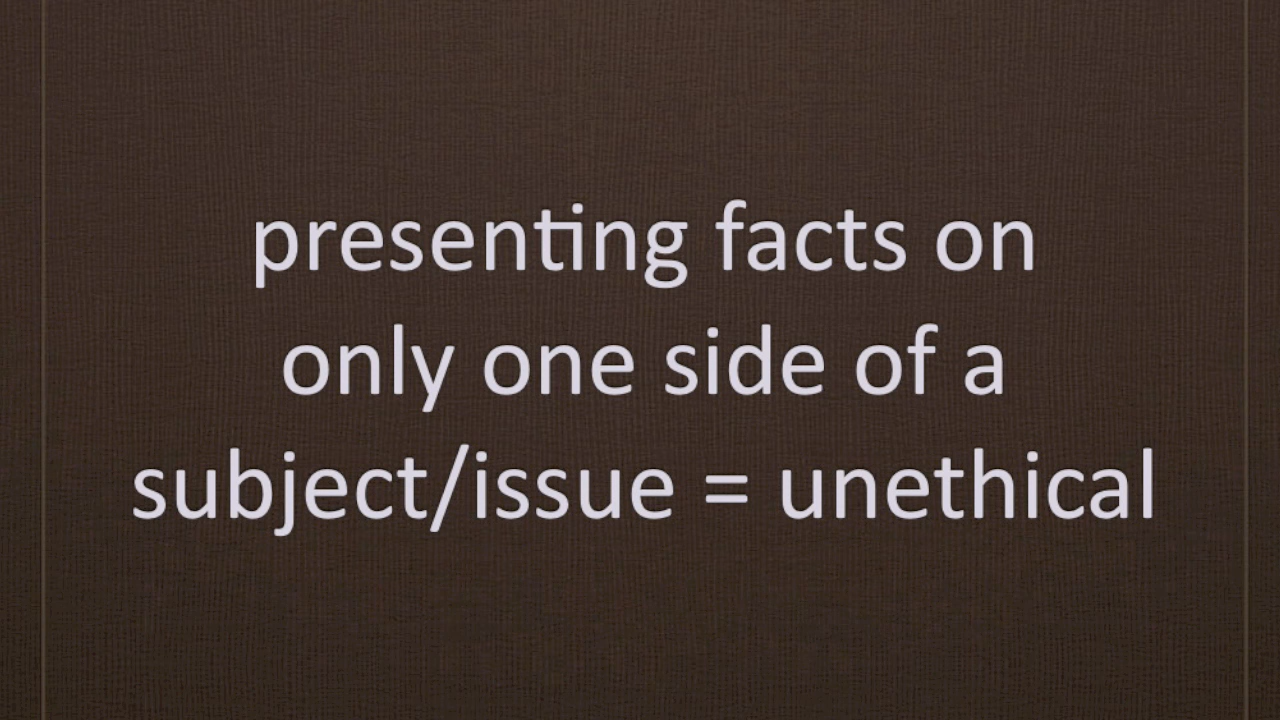 presenting facts on
only one side of a
subject/issue = unethical